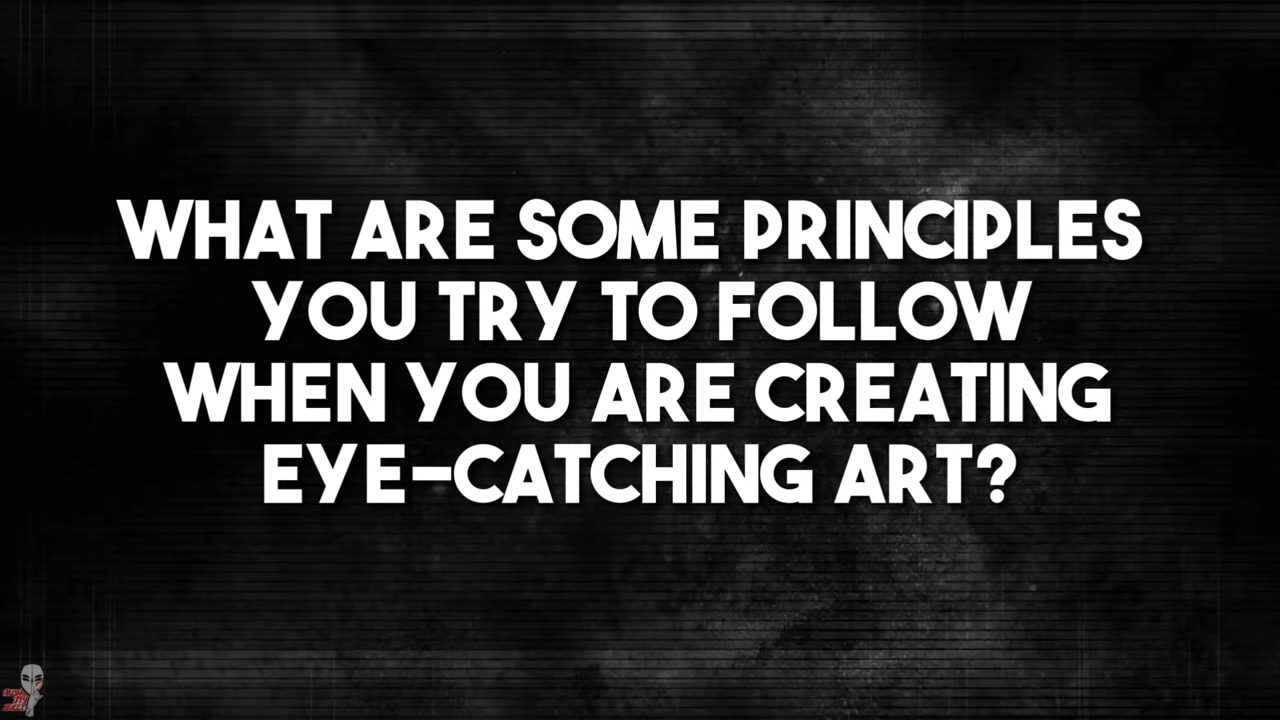 WHAT ARE SOME PRINCIPLES
YOU TRY TO FOLLOW
WHEN YOU ARE CREATING
EYE-CATCHING ART?